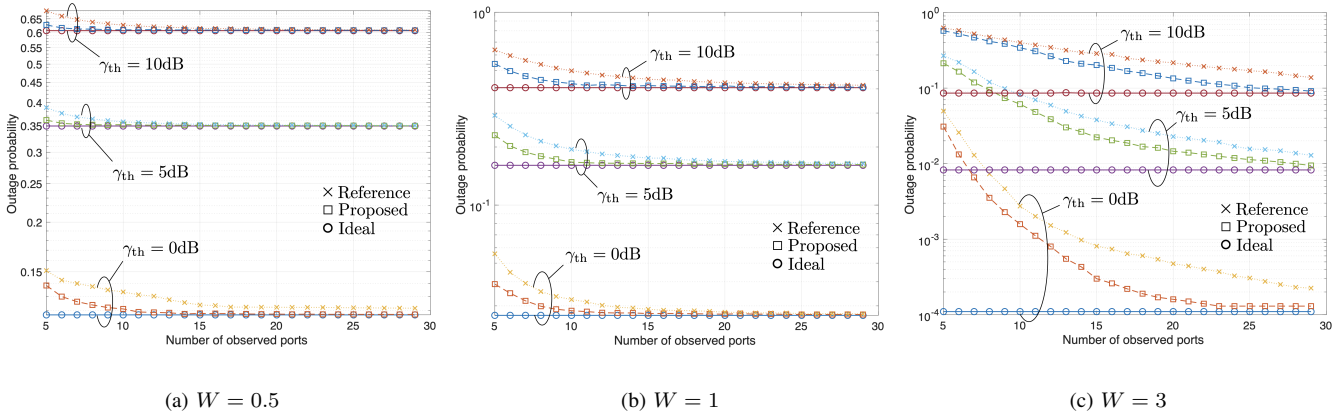 0.65
0.6
0.55
0.5
0.45
0.4
0.35
0.3
0.25
0.2
0.15
γth = 10dB
γth = 5dB
γth = 0dB
Reference
Proposed
Ideal
5 10 15 20 25 30
Number of observed ports
Outage probability
(a) W = 0.5
10^0
10^-1
γth = 10dB
γth = 5dB
γth = 0dB
Reference
Proposed
Ideal
5 10 15 20 25 30
Number of observed ports
Outage probability
(b) W = 1
10^0
10^-1
10^-2
10^-3
10^-4
γth = 10dB
γth = 5dB
γth = 0dB
Reference
Proposed
Ideal
5 10 15 20 25 30
Number of observed ports
Outage probability
(c) W = 3